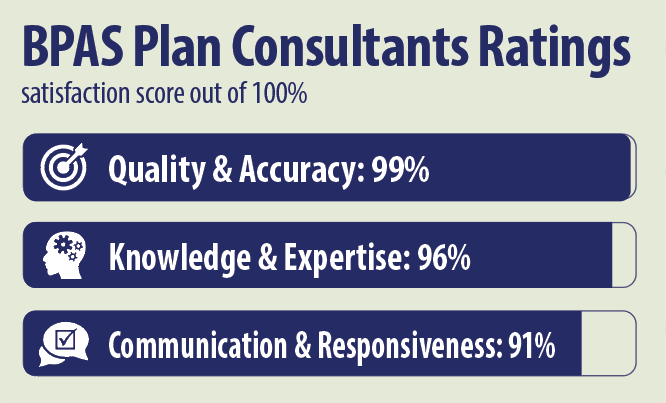 BPAS Plan Consultants Ratings
satisfaction score out of 100%
Quality & Accuracy: 99%
Knowledge & Expertise: 96%
Communication & Responsiveness: 91%